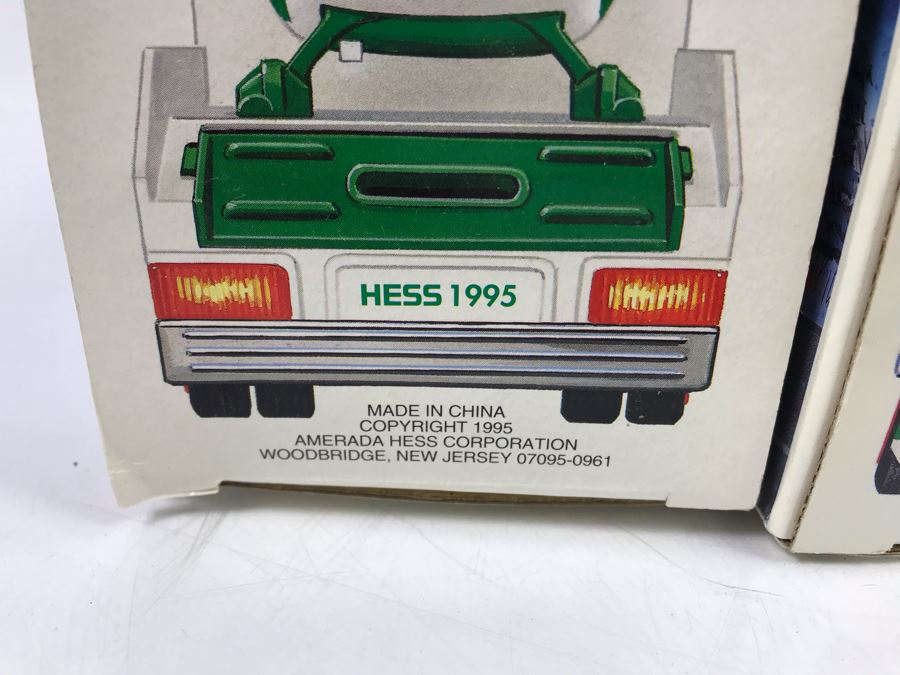 HESS 1995
MADE IN CHINA
COPYRIGHT 1995
AMERADA HESS CORPORATION
WOODBRIDGE, NEW JERSEY 07095-0961